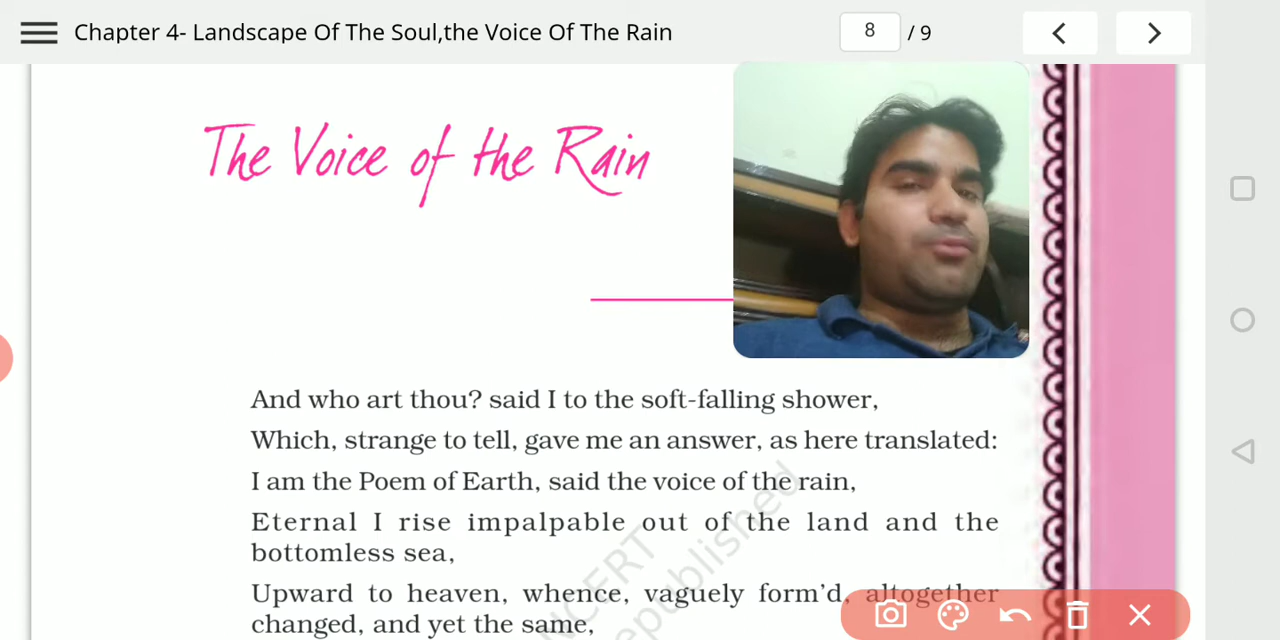 Chapter 4- Landscape Of The Soul,the Voice Of The Rain
8 / 9
The Voice of the Rain
And who art thou? said I to the soft-falling shower,
Which, strange to tell, gave me an answer, as here translated:
I am the Poem of Earth, said the voice of the rain,
Eternal I rise impalpable out of the land and the
bottomless sea,
Upward to heaven, whence, vaguely form'd, altogether
changed, and yet the same,
NCERT
republished